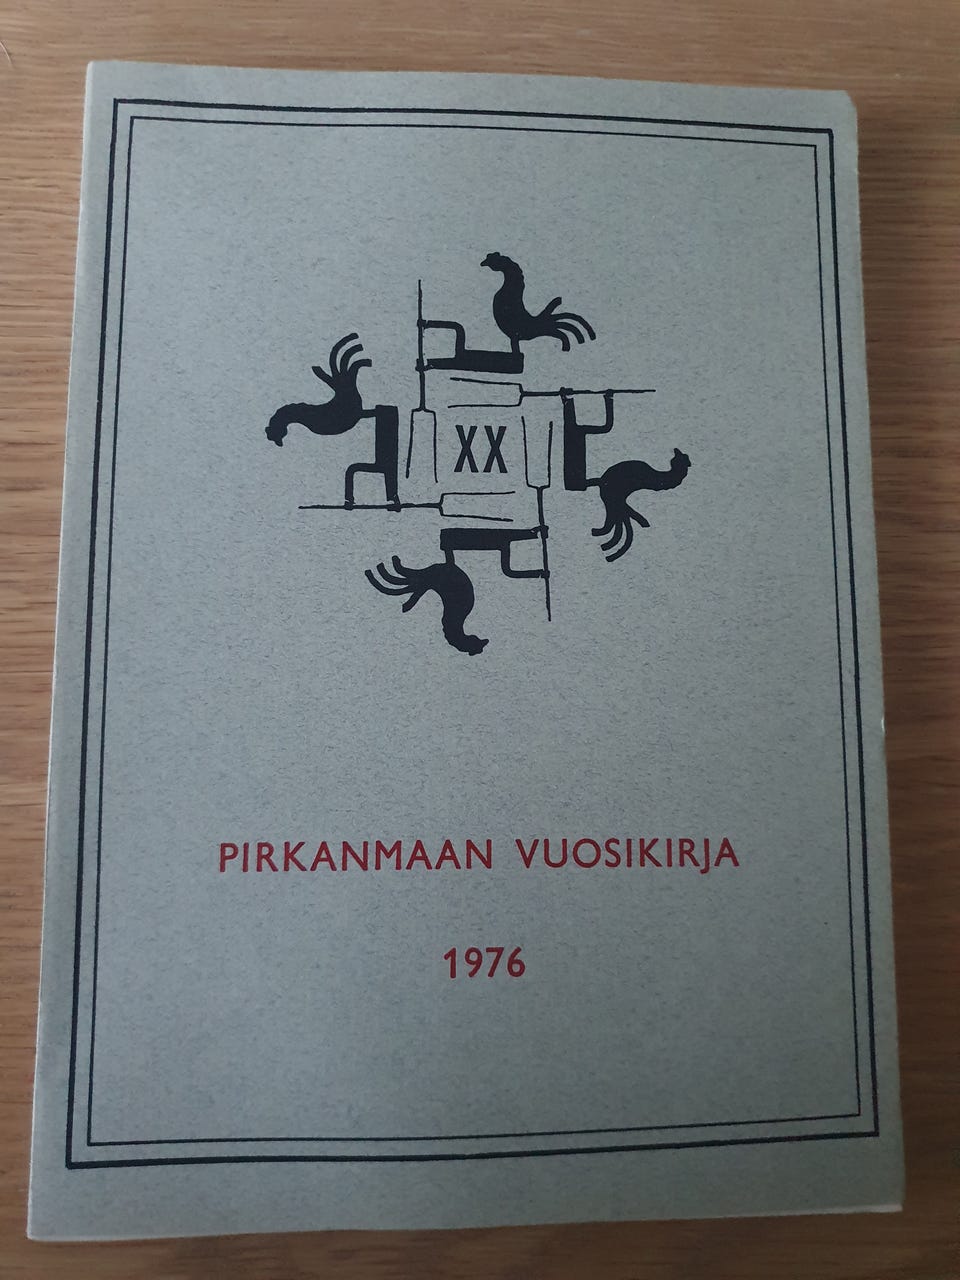 XX
PIRKANMAAN VUOSIKIRJA
1976